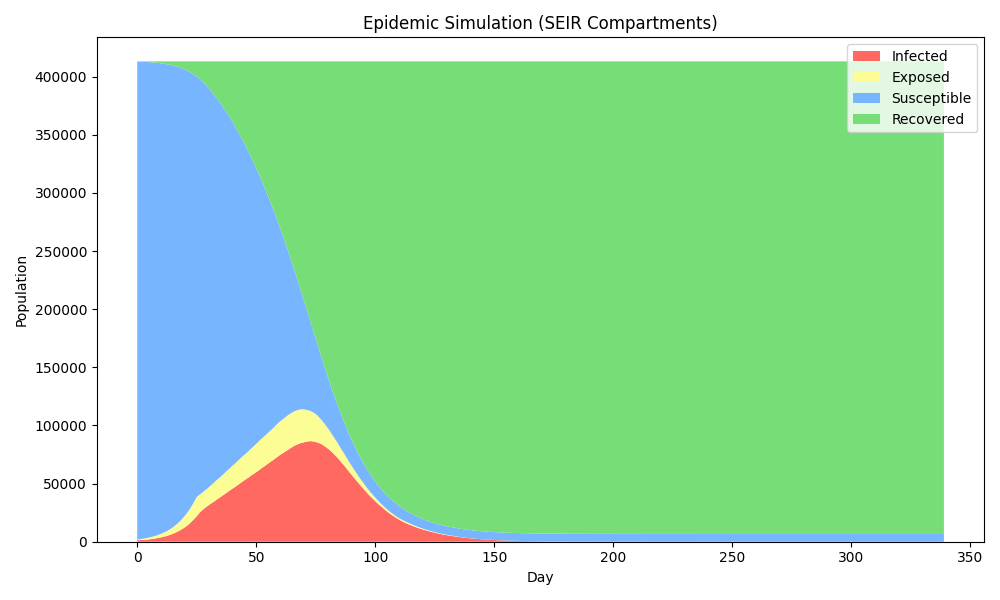 Epidemic Simulation (SEIR Compartments)
Infected
Exposed
Susceptible
Recovered
400000
350000
300000
250000
200000
150000
100000
50000
0
Population
0 50 100 150 200 250 300 350
Day